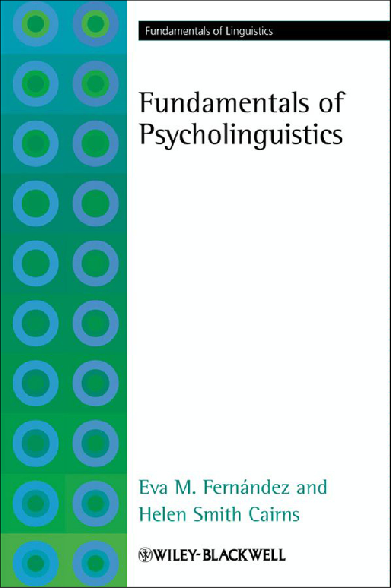 Fundamentals of Linguistics
Fundamentals of
Psycholinguistics
Eva M. Fernández and
Helen Smith Cairns
WILEY-BLACKWELL